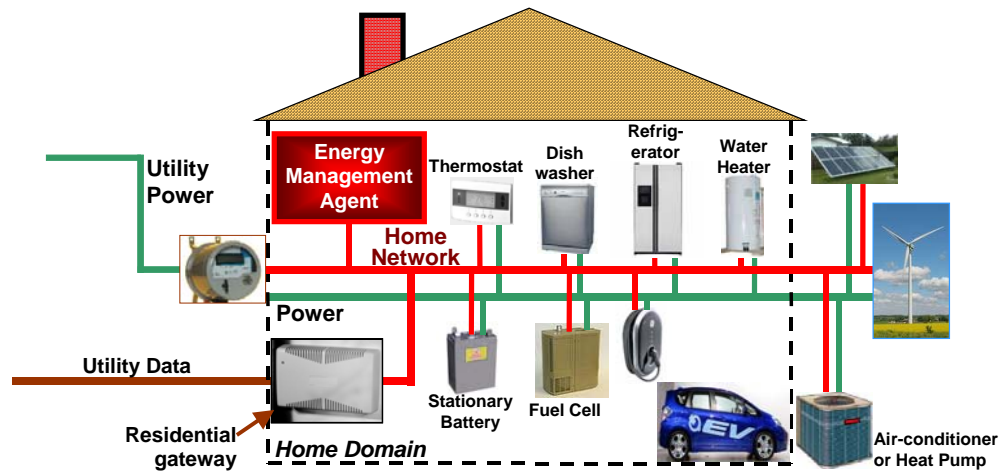 Energy
Management
Agent
Thermostat
Dish
washer
Refrig-
erator
Water
Heater
Utility
Power
Home
Network
Power
Utility Data
Residential
gateway
Home Domain
Stationary
Battery
Fuel Cell
EV
Air-conditioner
or Heat Pump